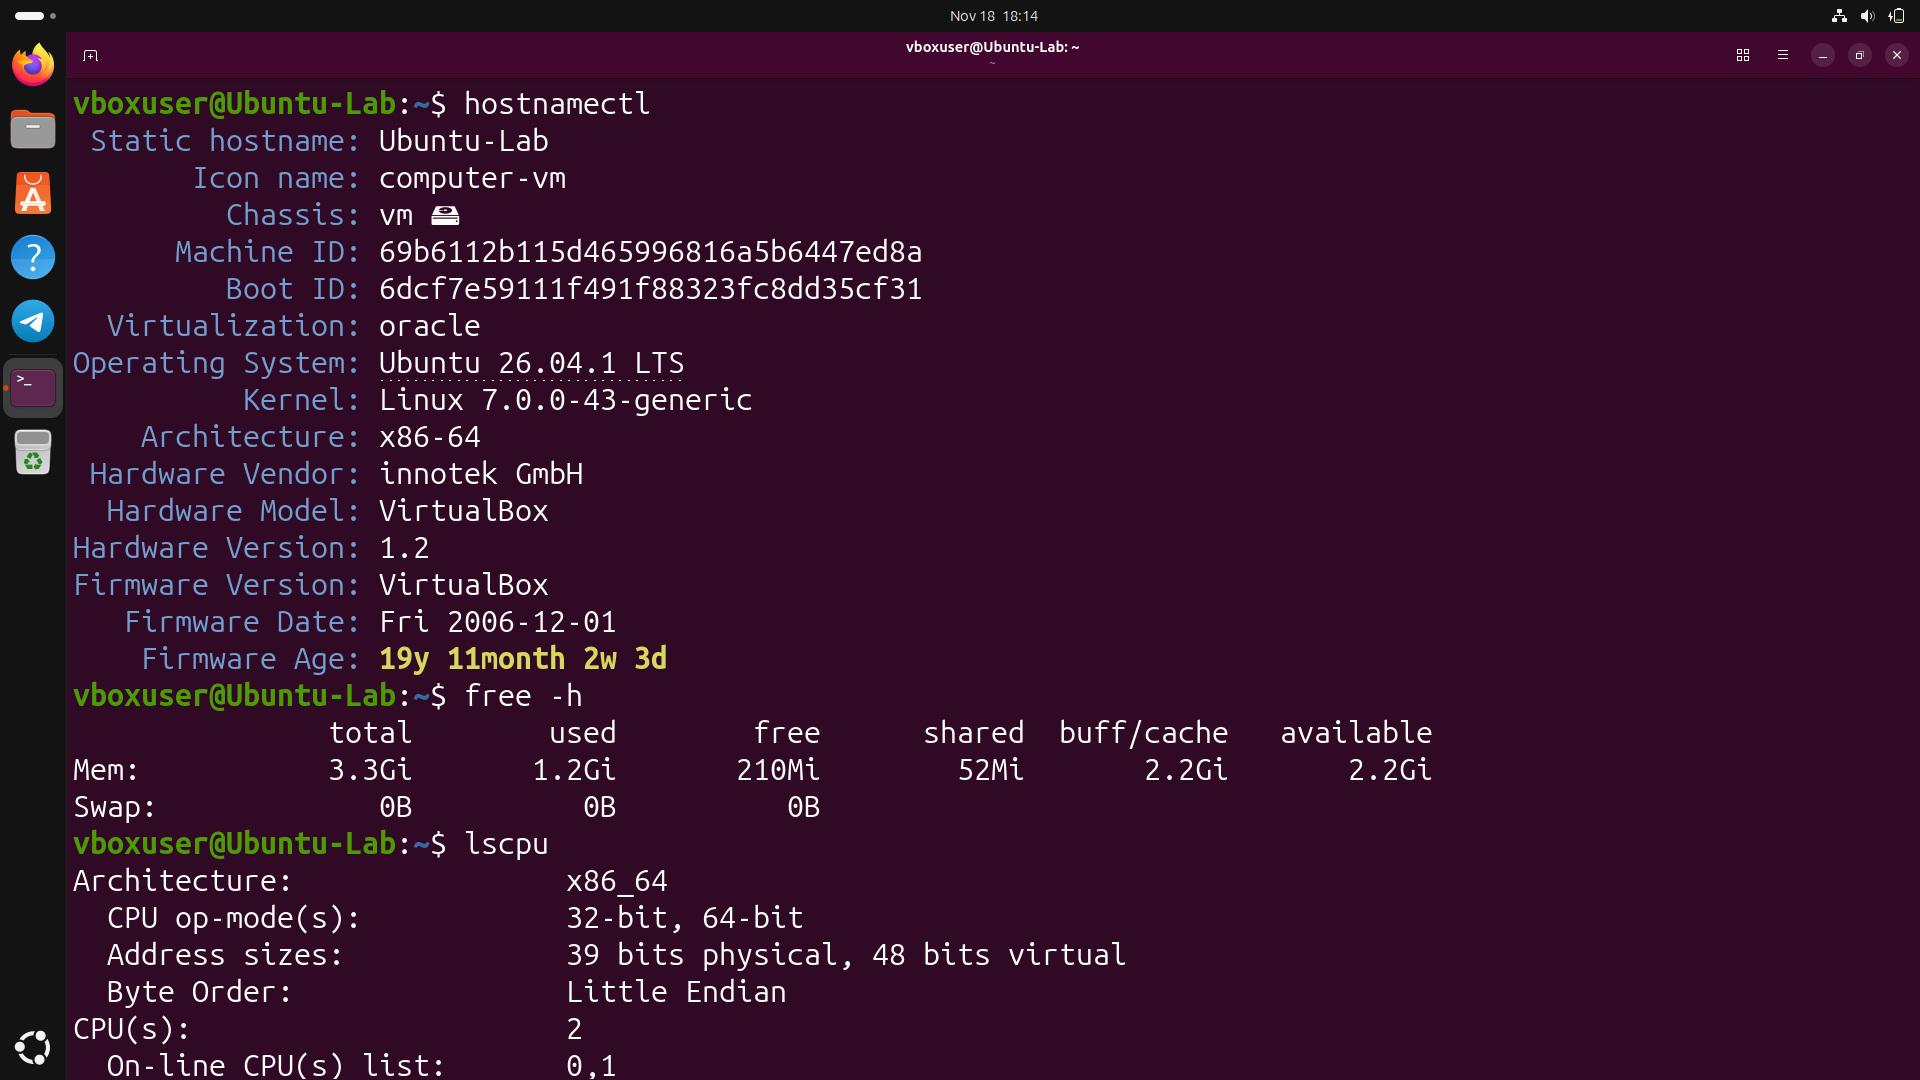 Nov 18 18:14
vboxuser@Ubuntu-Lab: ~
~
vboxuser@Ubuntu-Lab:~$ hostnamectl
Static hostname: Ubuntu-Lab
Icon name: computer-vm
Chassis: vm 🖴
Machine ID: 69b6112b115d465996816a5b6447ed8a
Boot ID: 6dcf7e59111f491f88323fc8dd35cf31
Virtualization: oracle
Operating System: Ubuntu 26.04.1 LTS
Kernel: Linux 7.0.0-43-generic
Architecture: x86-64
Hardware Vendor: innotek GmbH
Hardware Model: VirtualBox
Hardware Version: 1.2
Firmware Version: VirtualBox
Firmware Date: Fri 2006-12-01
Firmware Age: 19y 11month 2w 3d
vboxuser@Ubuntu-Lab:~$ free -h
total used free shared buff/cache available
Mem: 3.3Gi 1.2Gi 210Mi 52Mi 2.2Gi 2.2Gi
Swap: 0B 0B 0B
vboxuser@Ubuntu-Lab:~$ lscpu
Architecture: x86_64
CPU op-mode(s): 32-bit, 64-bit
Address sizes: 39 bits physical, 48 bits virtual
Byte Order: Little Endian
CPU(s): 2
On-line CPU(s) list: 0,1